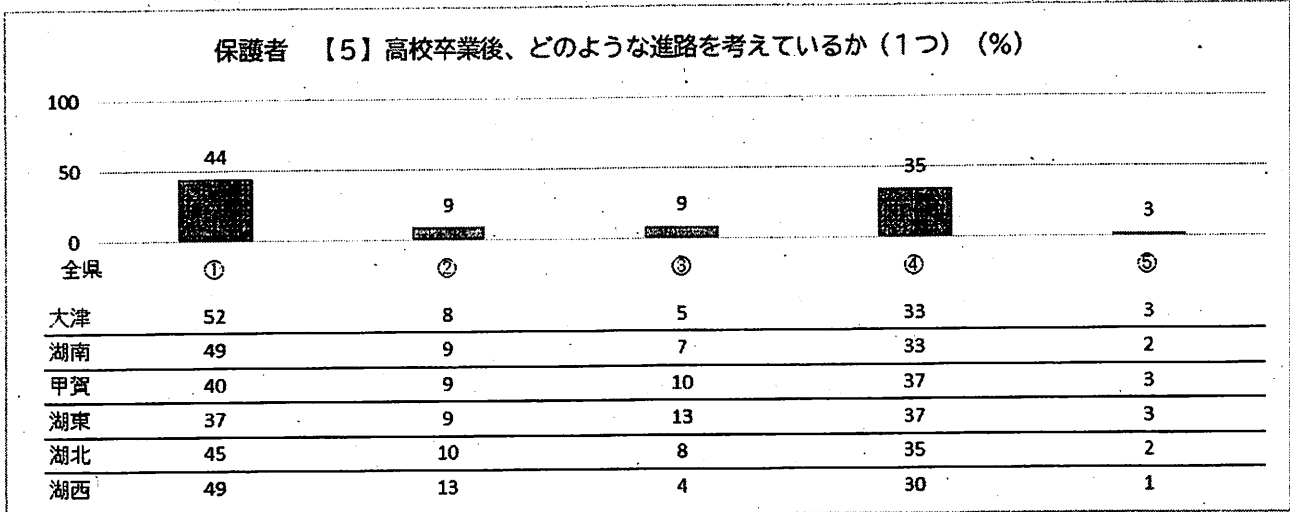 保護者 【5】高校卒業後、どのような進路を考えているか（1つ）（%）
100
50
0
44
9
9
35
3
全県 ① ② ③ ④ ⑤
大津 52 8 5 33 3
湖南 49 9 7 33 2
甲賀 40 9 10 37 3
湖東 37 9 13 37 3
湖北 45 10 8 35 2
湖西 49 13 4 30 1